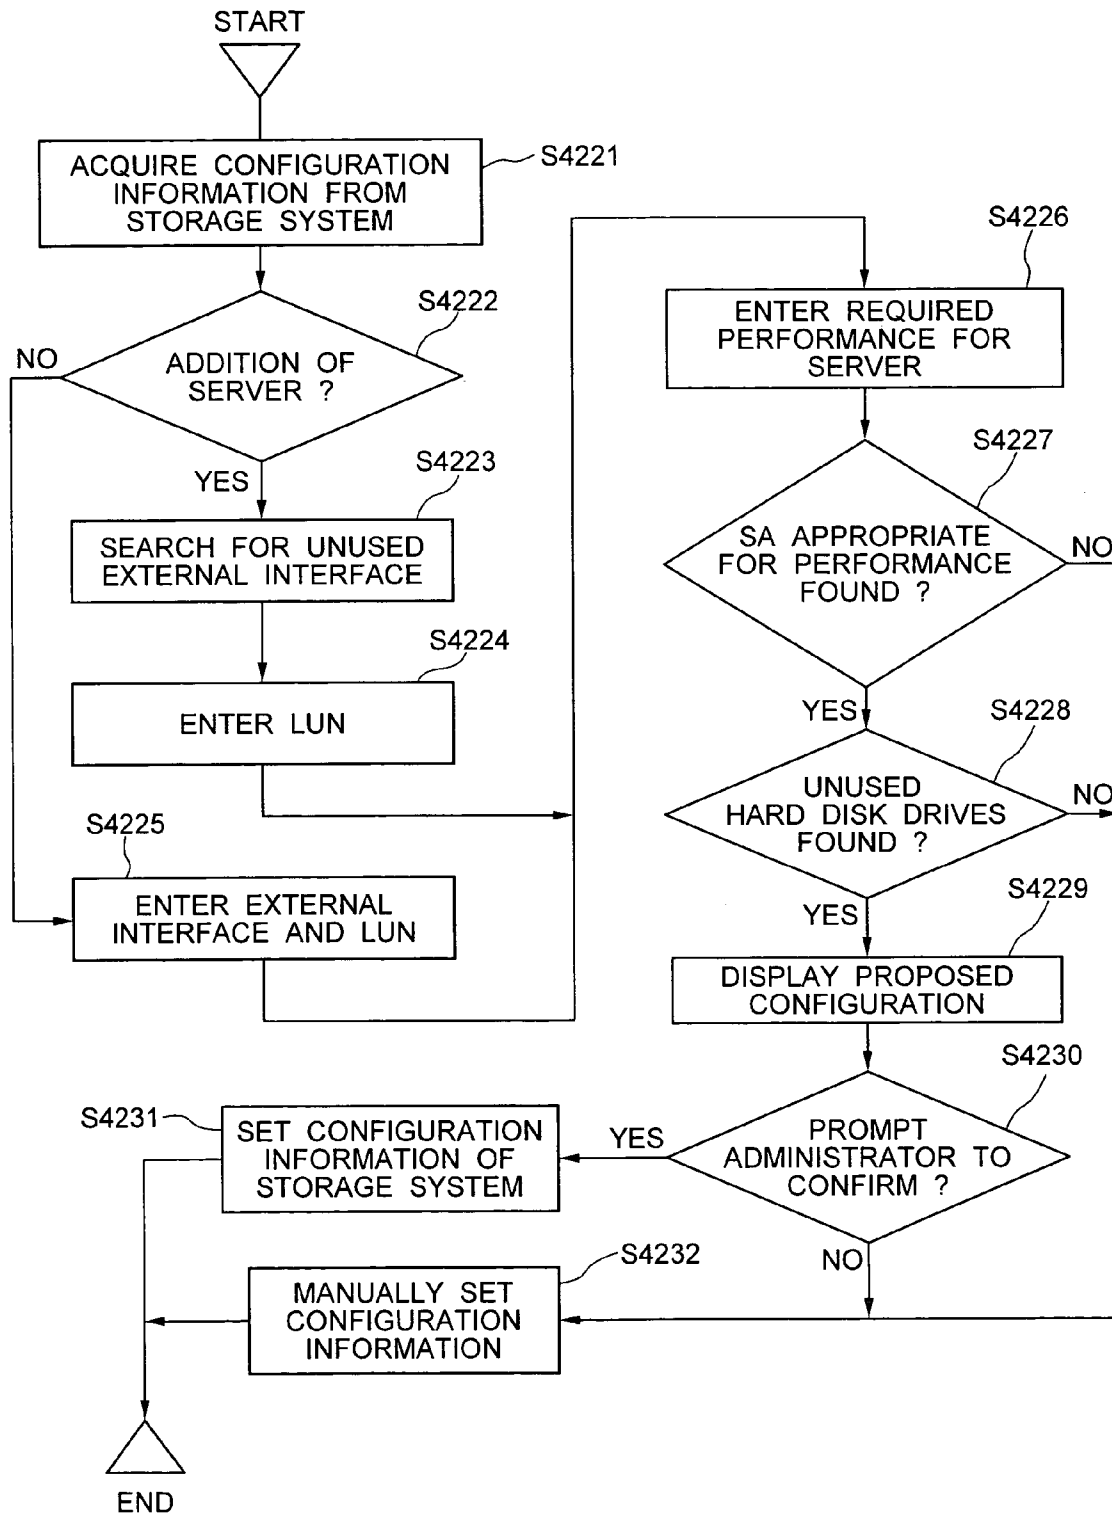 START
ACQUIRE CONFIGURATION
INFORMATION FROM
STORAGE SYSTEM
S4221
ADDITION OF
SERVER ?
S4222
NO
YES
S4223
SEARCH FOR UNUSED
EXTERNAL INTERFACE
S4224
ENTER LUN
S4225
ENTER EXTERNAL
INTERFACE AND LUN
S4226
ENTER REQUIRED
PERFORMANCE FOR
SERVER
S4227
SA APPROPRIATE
FOR PERFORMANCE
FOUND ?
NO
YES
S4228
UNUSED
HARD DISK DRIVES
FOUND ?
NO
YES
S4229
DISPLAY PROPOSED
CONFIGURATION
S4230
PROMPT
ADMINISTRATOR TO
CONFIRM ?
YES
NO
S4231
SET CONFIGURATION
INFORMATION OF
STORAGE SYSTEM
S4232
MANUALLY SET
CONFIGURATION
INFORMATION
END